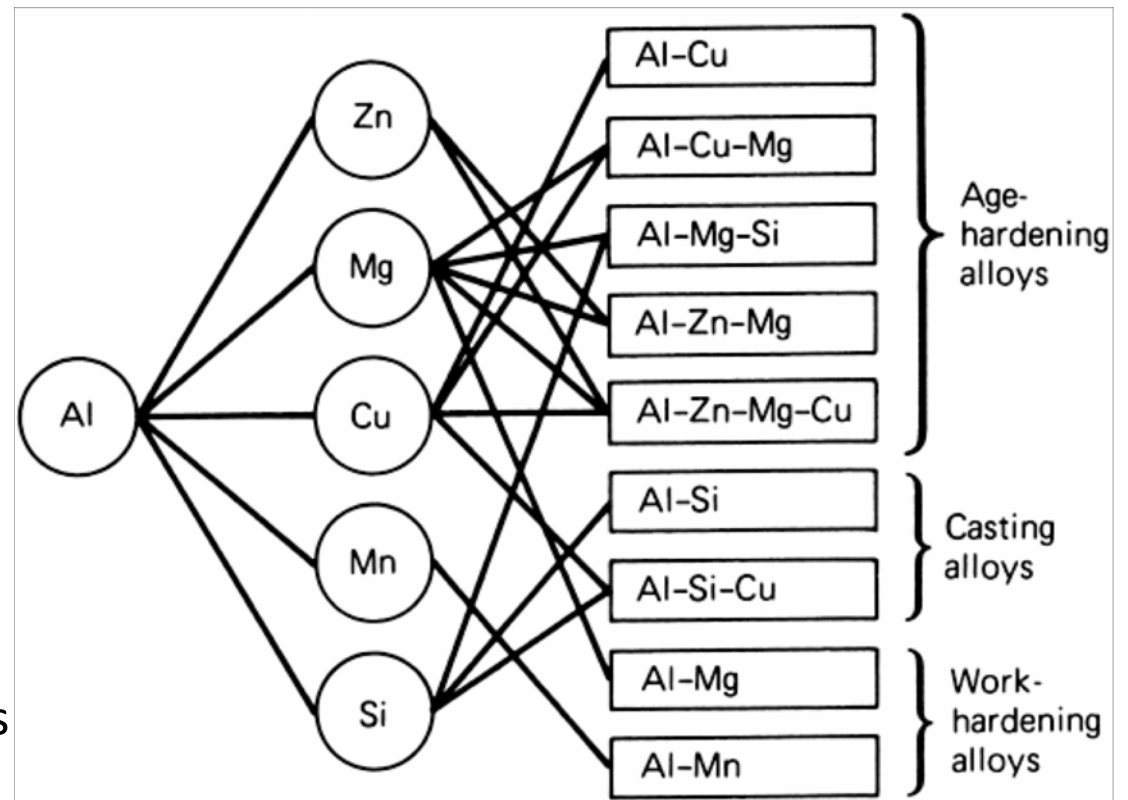 Al
Zn
Mg
Cu
Mn
Si
Al-Cu
Al-Cu-Mg
Al-Mg-Si
Al-Zn-Mg
Al-Zn-Mg-Cu
Al-Si
Al-Si-Cu
Al-Mg
Al-Mn
Age-
hardening
alloys
Casting
alloys
Work-
hardening
alloys
s